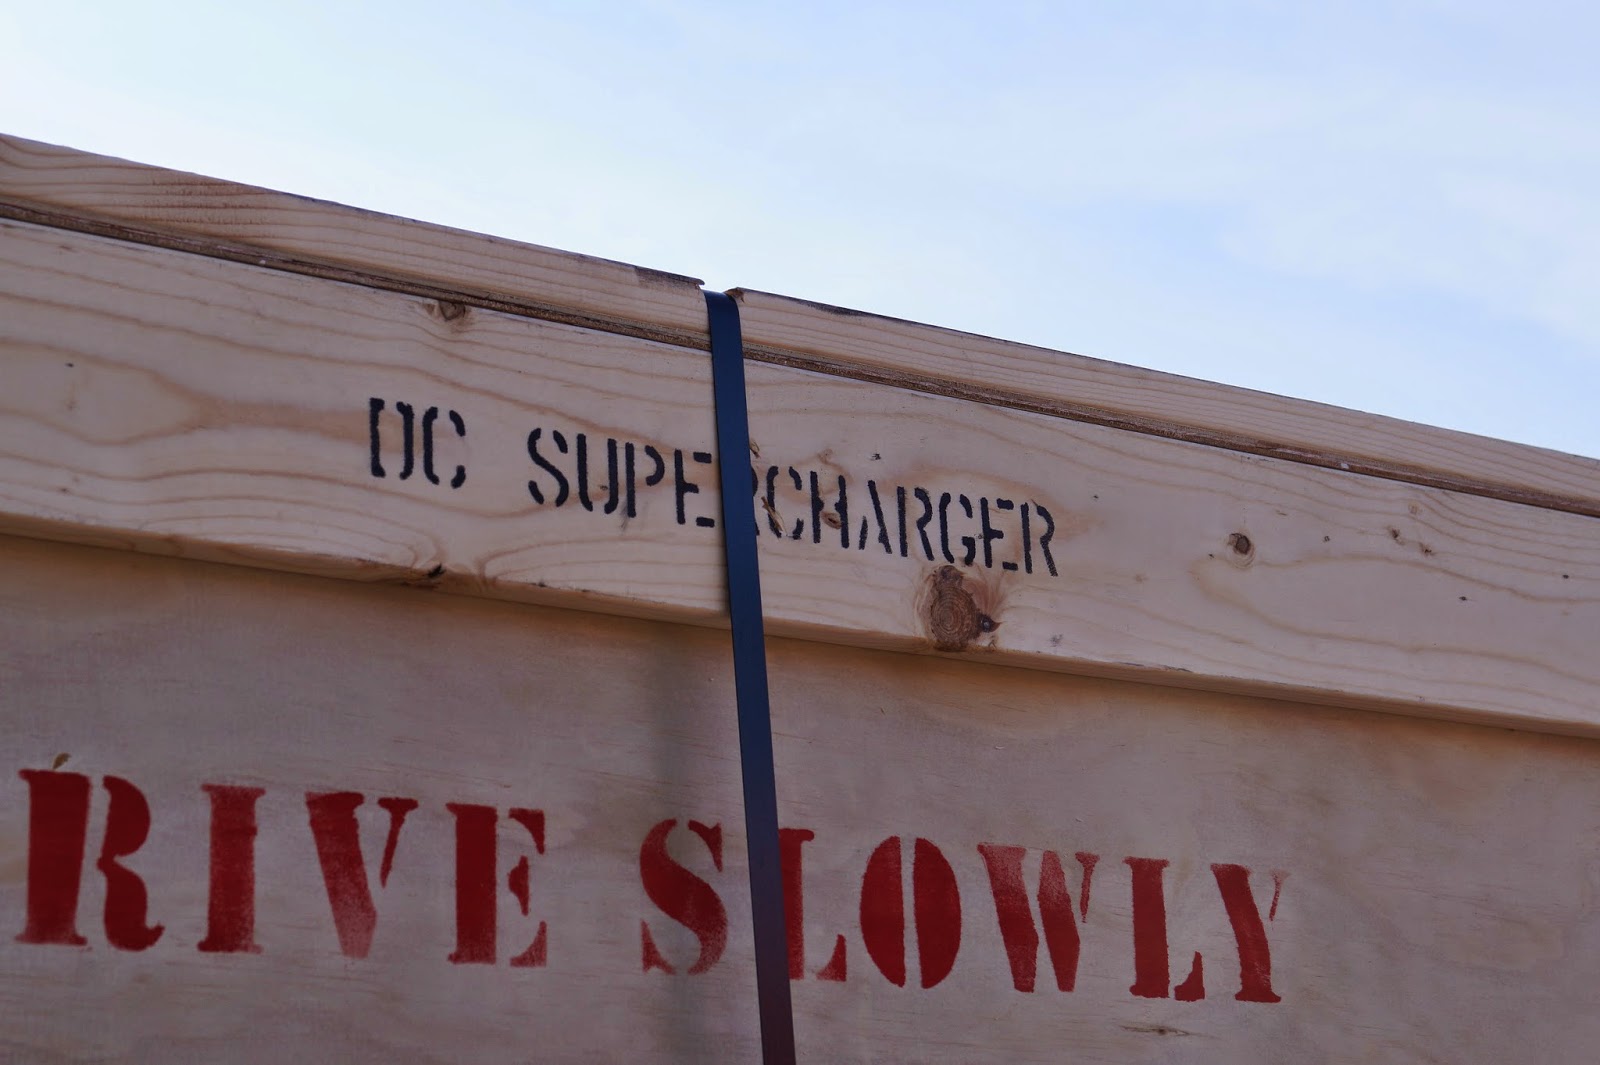 DC SUPERCHARGER
RIVE SLOWLY